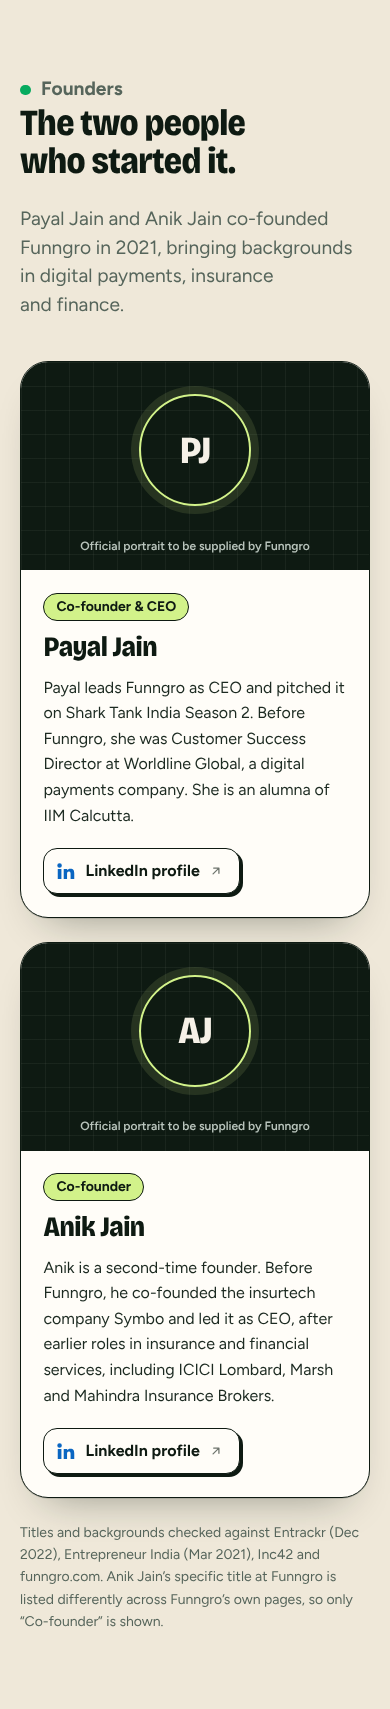 Founders
The two people
who started it.
Payal Jain and Anik Jain co-founded
Funngro in 2021, bringing backgrounds
in digital payments, insurance
and finance.
PJ
Official portrait to be supplied by Funngro
Co-founder & CEO
Payal Jain
Payal leads Funngro as CEO and pitched it
on Shark Tank India Season 2. Before
Funngro, she was Customer Success
Director at Worldline Global, a digital
payments company. She is an alumna of
IIM Calcutta.
in LinkedIn profile ↗
AJ
Official portrait to be supplied by Funngro
Co-founder
Anik Jain
Anik is a second-time founder. Before
Funngro, he co-founded the insurtech
company Symbo and led it as CEO, after
earlier roles in insurance and financial
services, including ICICI Lombard, Marsh
and Mahindra Insurance Brokers.
in LinkedIn profile ↗
Titles and backgrounds checked against Entrackr (Dec
2022), Entrepreneur India (Mar 2021), Inc42 and
funngro.com. Anik Jain’s specific title at Funngro is
listed differently across Funngro’s own pages, so only
“Co-founder” is shown.